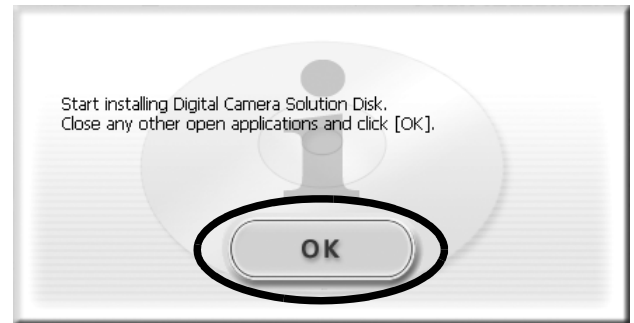 Start installing Digital Camera Solution Disk.
Close any other open applications and click [OK].
OK